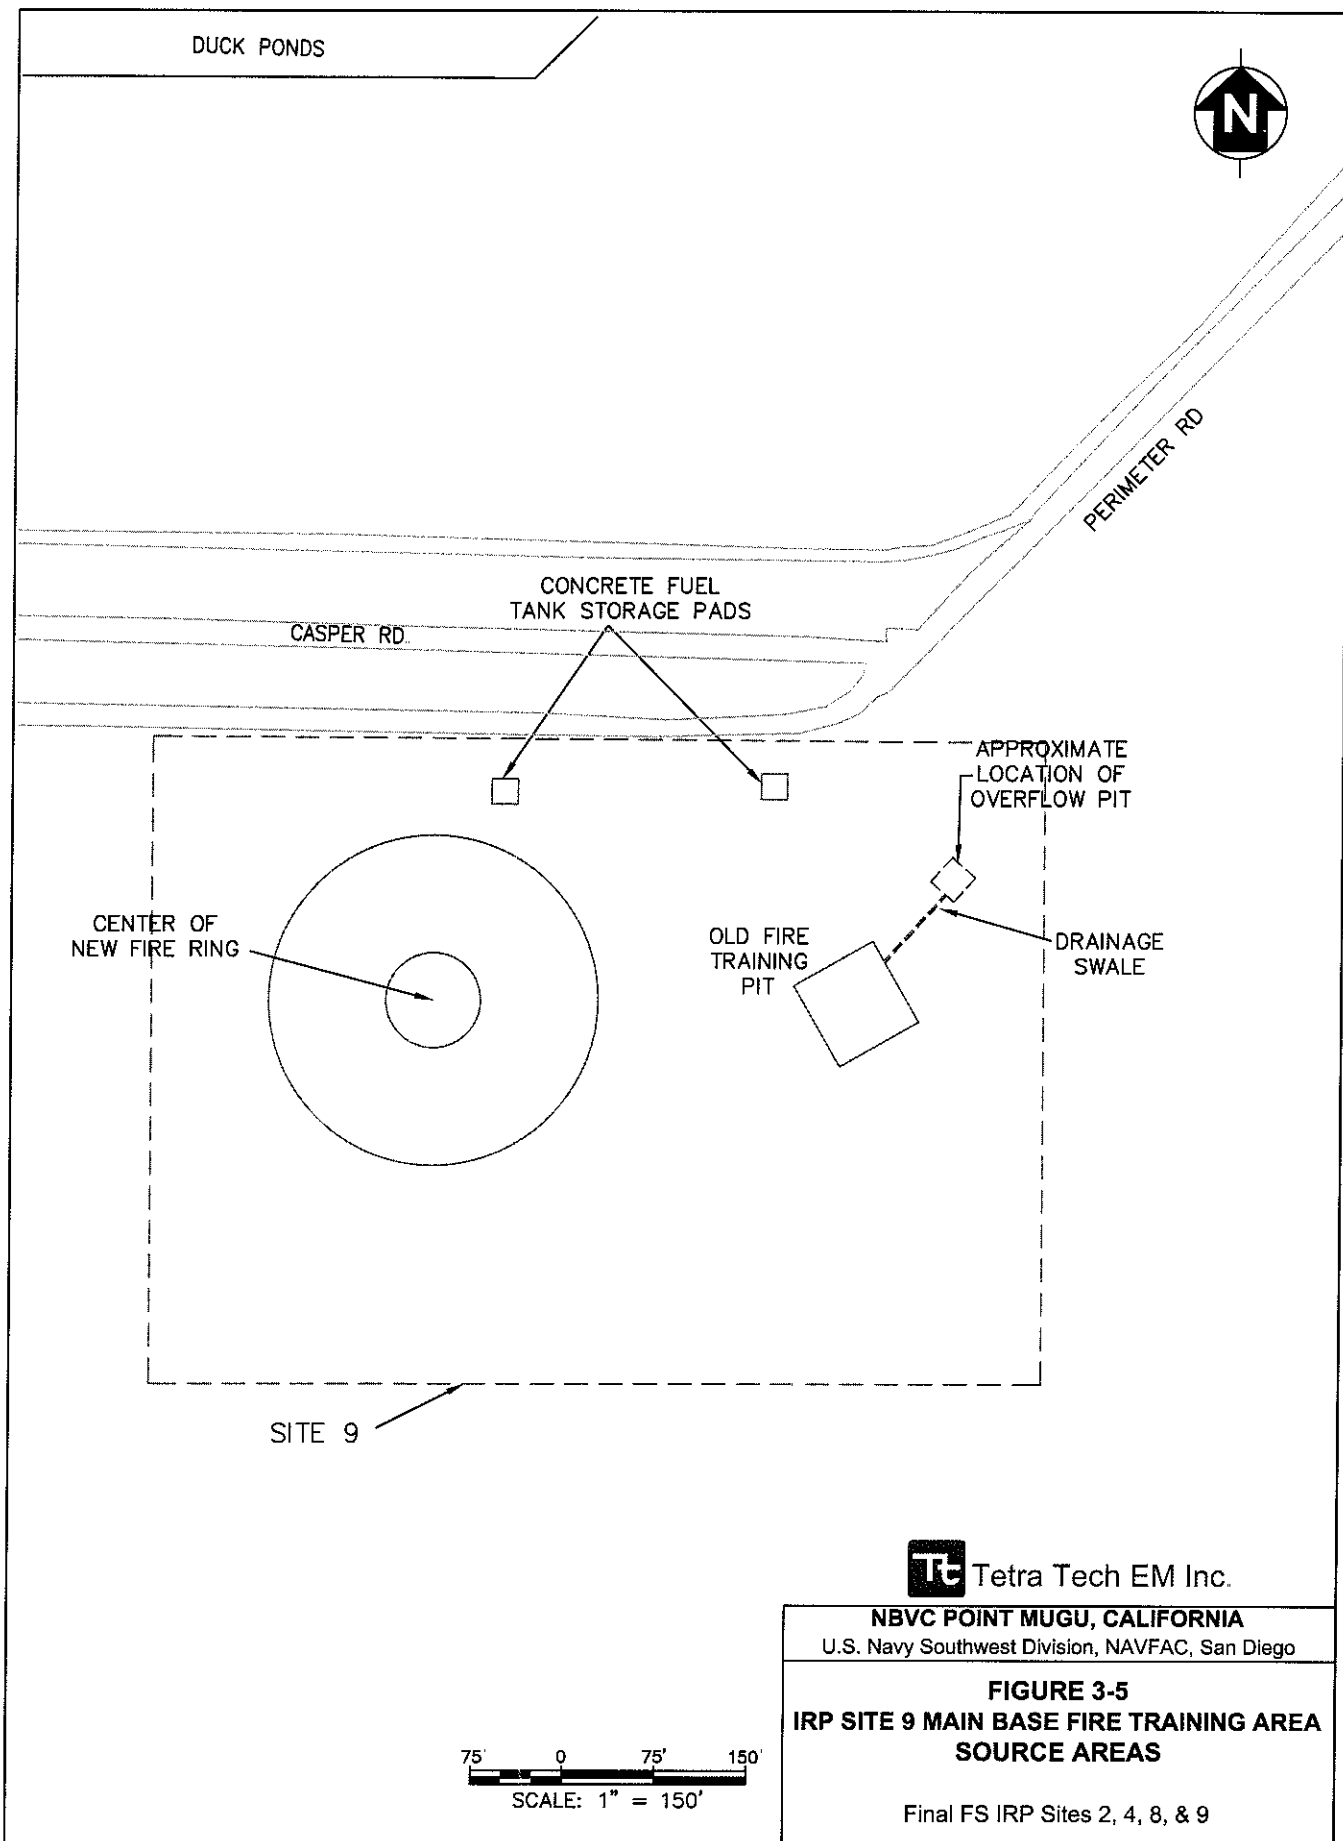 DUCK PONDS
N
PERIMETER RD
CONCRETE FUEL
TANK STORAGE PADS
CASPER RD.
APPROXIMATE
LOCATION OF
OVERFLOW PIT
CENTER OF
NEW FIRE RING
OLD FIRE
TRAINING
PIT
DRAINAGE
SWALE
SITE 9
Tt Tetra Tech EM Inc.
NBVC POINT MUGU, CALIFORNIA
U.S. Navy Southwest Division, NAVFAC, San Diego
FIGURE 3-5
IRP SITE 9 MAIN BASE FIRE TRAINING AREA
SOURCE AREAS
Final FS IRP Sites 2, 4, 8, & 9
75' 0 75' 150'
SCALE: 1" = 150'